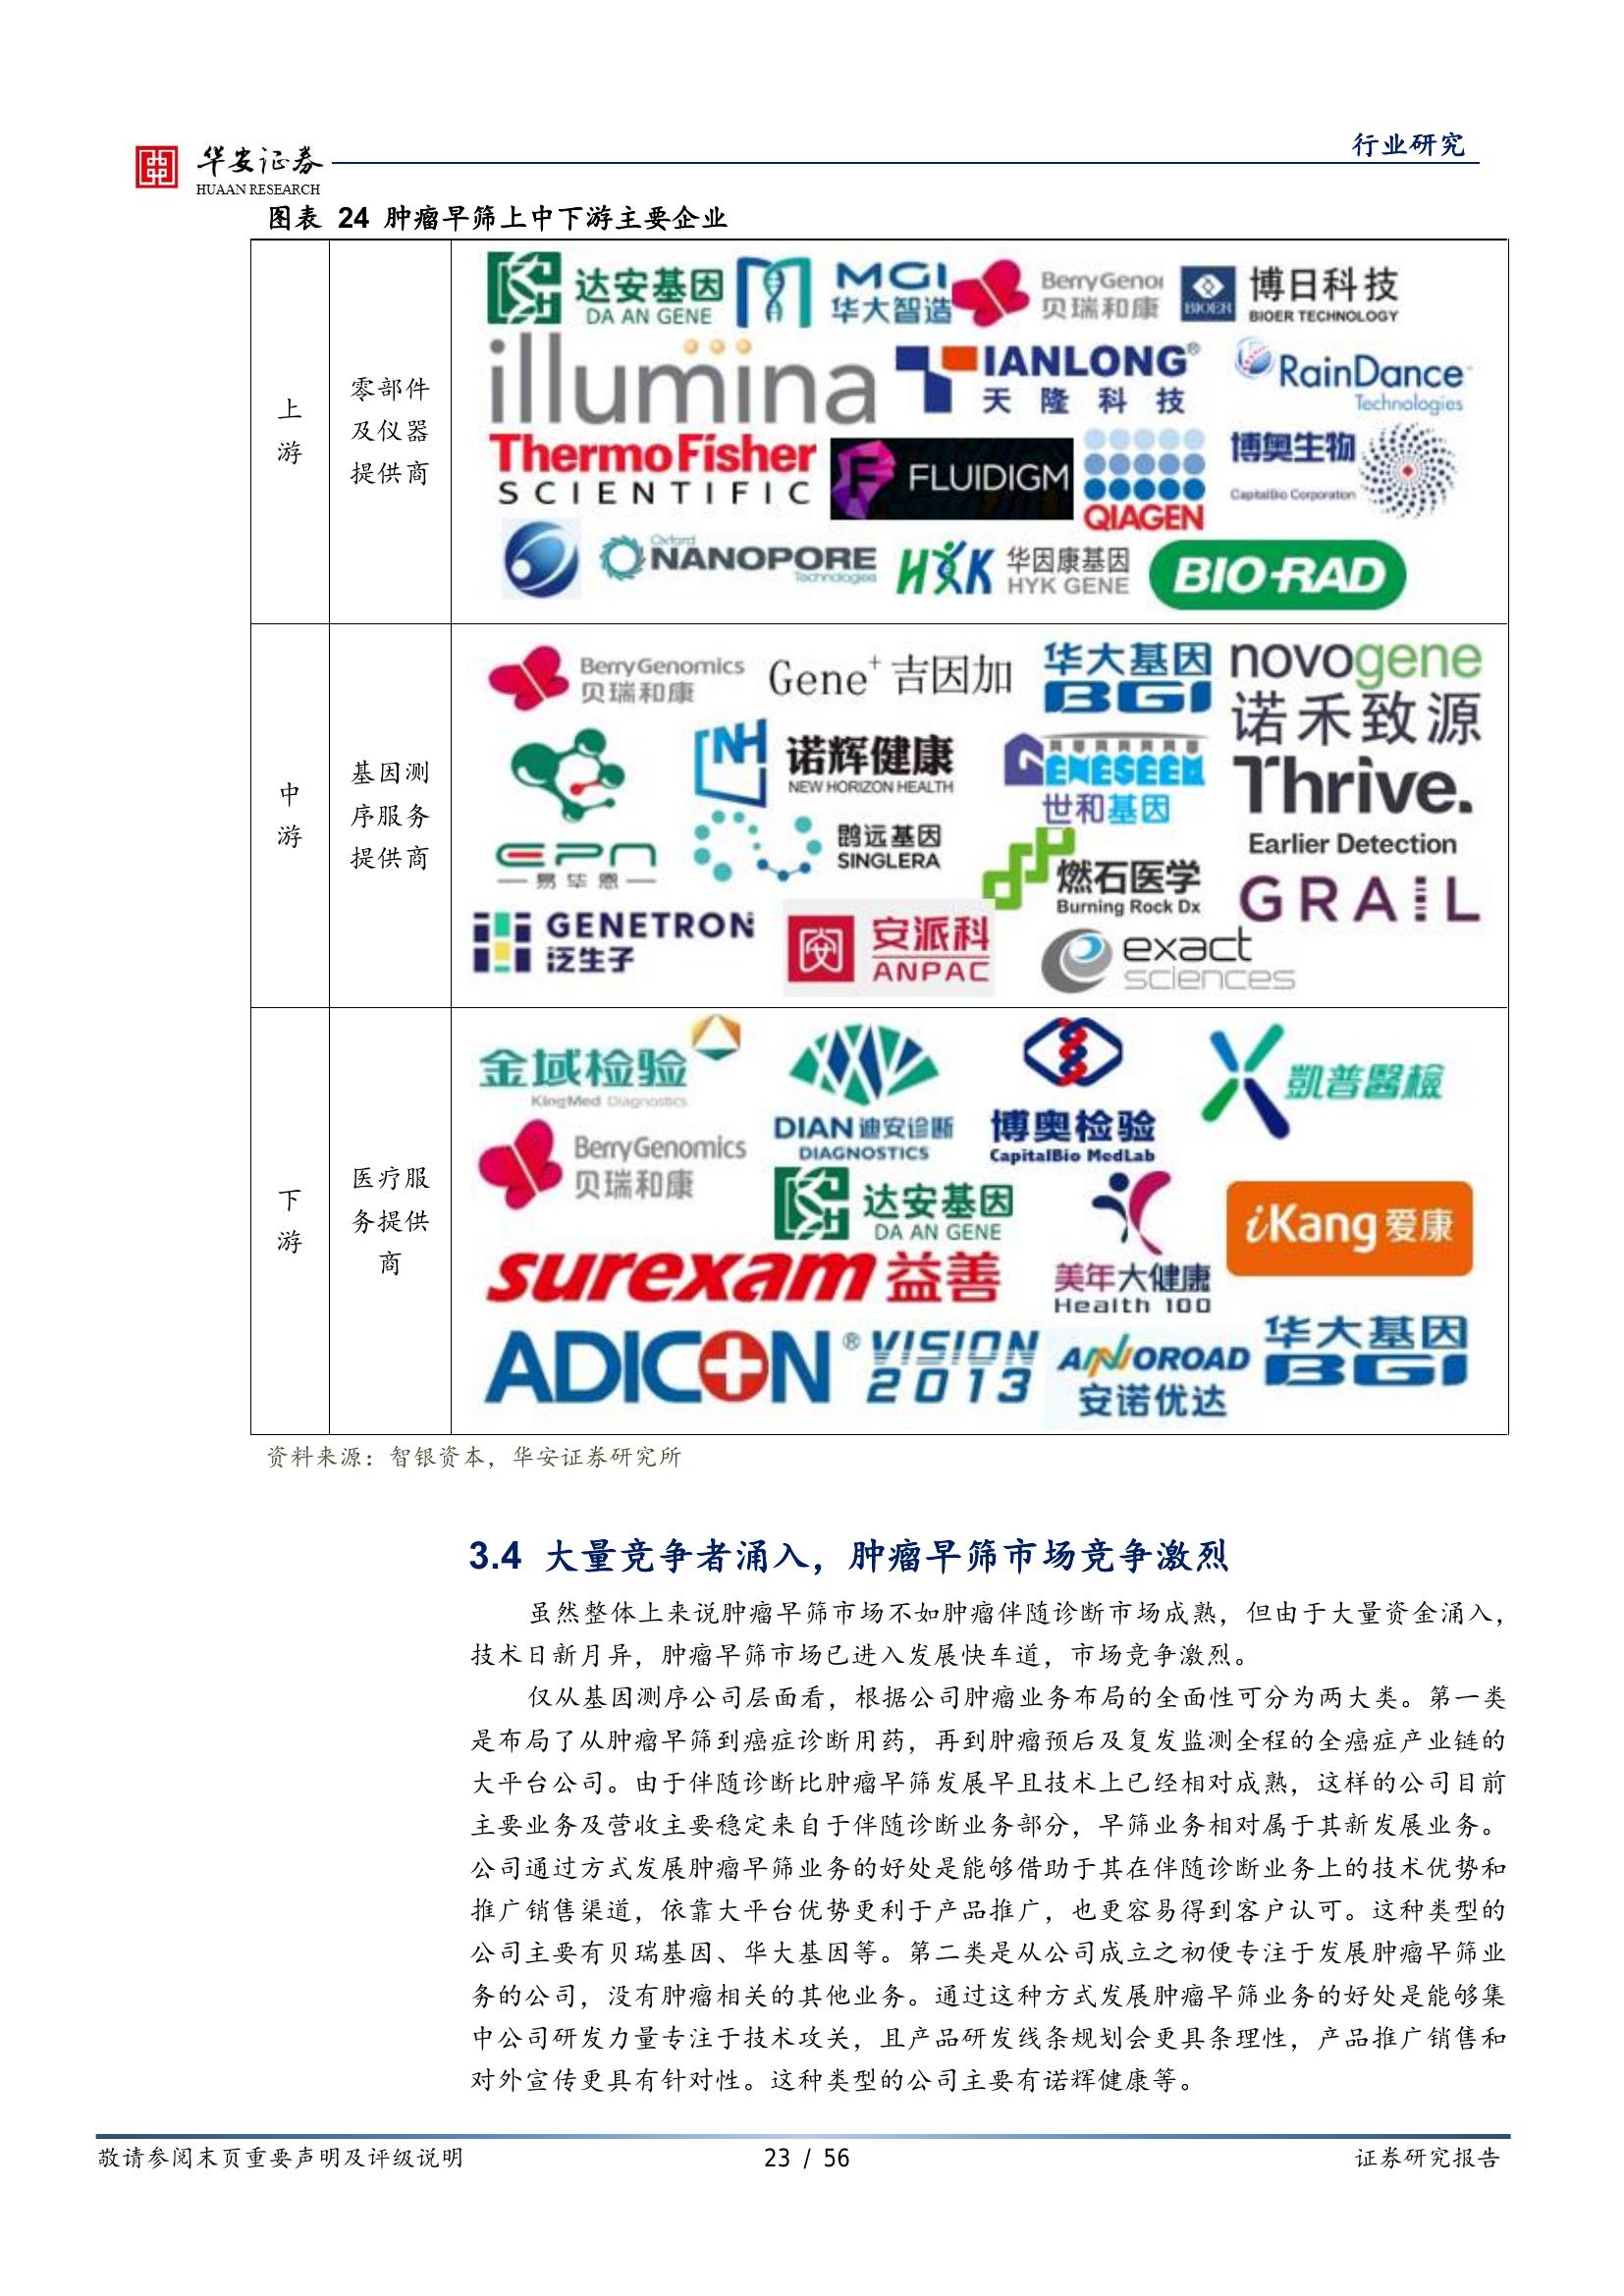 行业研究
华安证券
HUAAN RESEARCH
图表 24 肿瘤早筛上中下游主要企业
上游
零部件
及仪器
提供商
达安基因
DA AN GENE
MGI
华大智造
BerryGenoi
贝瑞和康
BIOER
博日科技
BIOER TECHNOLOGY
illumina
TIANLONG®
天隆科技
RainDance
Technologies
ThermoFisher
SCIENTIFIC
F
FLUIDIGM
QIAGEN
博奥生物
CapitalBio Corporation
Oxford
NANOPORE
Technologies
HYK
华因康基因
HYK GENE
BIO-RAD
中游
基因测
序服务
提供商
BerryGenomics
贝瑞和康
Gene+ 吉因加
华大基因
BGI
novogene
诺禾致源
NH
诺辉健康
NEW HORIZON HEALTH
GENESEEQ
世和基因
Thrive.
Earlier Detection
EPN
易毕恩
鹍远基因
SINGLERA
燃石医学
Burning Rock Dx
GRAIL
GENETRON
泛生子
安派科
ANPAC
exact
sciences
下游
医疗服
务提供
商
金域检验
KingMed Diagnostics
DIAN 迪安诊断
DIAGNOSTICS
博奥检验
CapitalBio MedLab
凱普醫檢
BerryGenomics
贝瑞和康
达安基因
DA AN GENE
美年大健康
Health 100
iKang 爱康
surexam 益善
ADICON®
VISION
2013
ANNOROAD
安诺优达
华大基因
BGI
资料来源：智银资本，华安证券研究所
3.4 大量竞争者涌入，肿瘤早筛市场竞争激烈
虽然整体上来说肿瘤早筛市场不如肿瘤伴随诊断市场成熟，但由于大量资金涌入，
技术日新月异，肿瘤早筛市场已进入发展快车道，市场竞争激烈。
仅从基因测序公司层面看，根据公司肿瘤业务布局的全面性可分为两大类。第一类
是布局了从肿瘤早筛到癌症诊断用药，再到肿瘤预后及复发监测全程的全癌症产业链的
大平台公司。由于伴随诊断比肿瘤早筛发展早且技术上已经相对成熟，这样的公司目前
主要业务及营收主要稳定来自于伴随诊断业务部分，早筛业务相对属于其新发展业务。
公司通过方式发展肿瘤早筛业务的好处是能够借助于其在伴随诊断业务上的技术优势和
推广销售渠道，依靠大平台优势更利于产品推广，也更容易得到客户认可。这种类型的
公司主要有贝瑞基因、华大基因等。第二类是从公司成立之初便专注于发展肿瘤早筛业
务的公司，没有肿瘤相关的其他业务。通过这种方式发展肿瘤早筛业务的好处是能够集
中公司研发力量专注于技术攻关，且产品研发线条规划会更具条理性，产品推广销售和
对外宣传更具有针对性。这种类型的公司主要有诺辉健康等。
敬请参阅末页重要声明及评级说明
23 / 56
证券研究报告